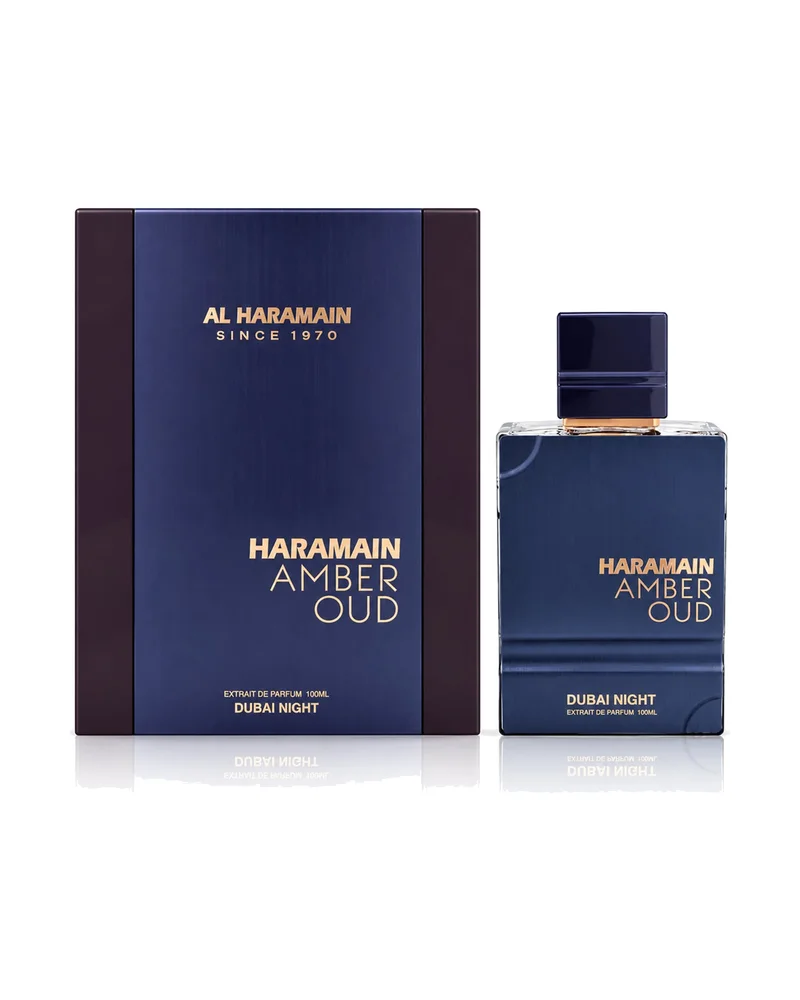 AL HARAMAIN
SINCE 1970
HARAMAIN
AMBER
OUD
EXTRAIT DE PARFUM 100ML
DUBAI NIGHT
HARAMAIN
AMBER
OUD
DUBAI NIGHT
EXTRAIT DE PARFUM 100ML